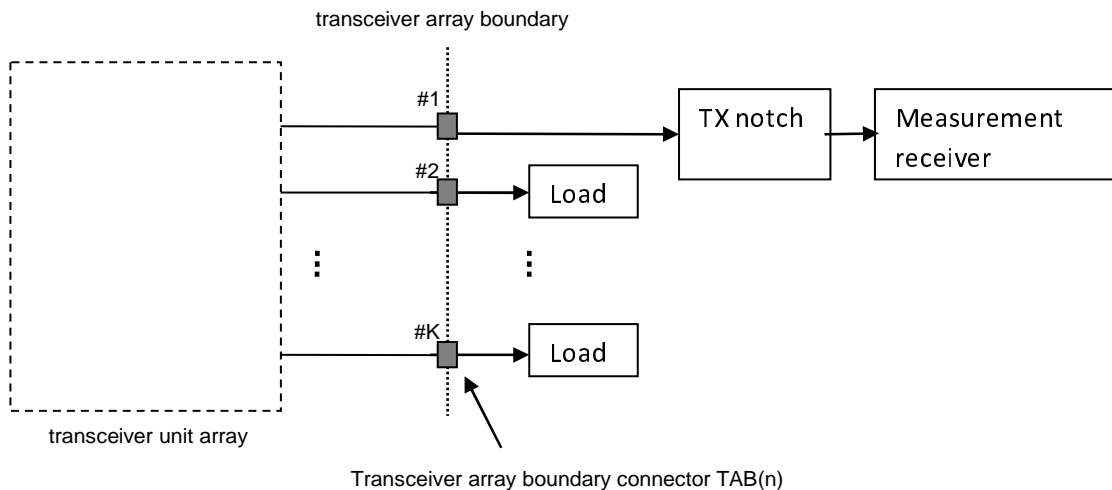 transceiver array boundary
#1
TX notch
Measurement
receiver
#2
Load
#K
Load
transceiver unit array
Transceiver array boundary connector TAB(n)